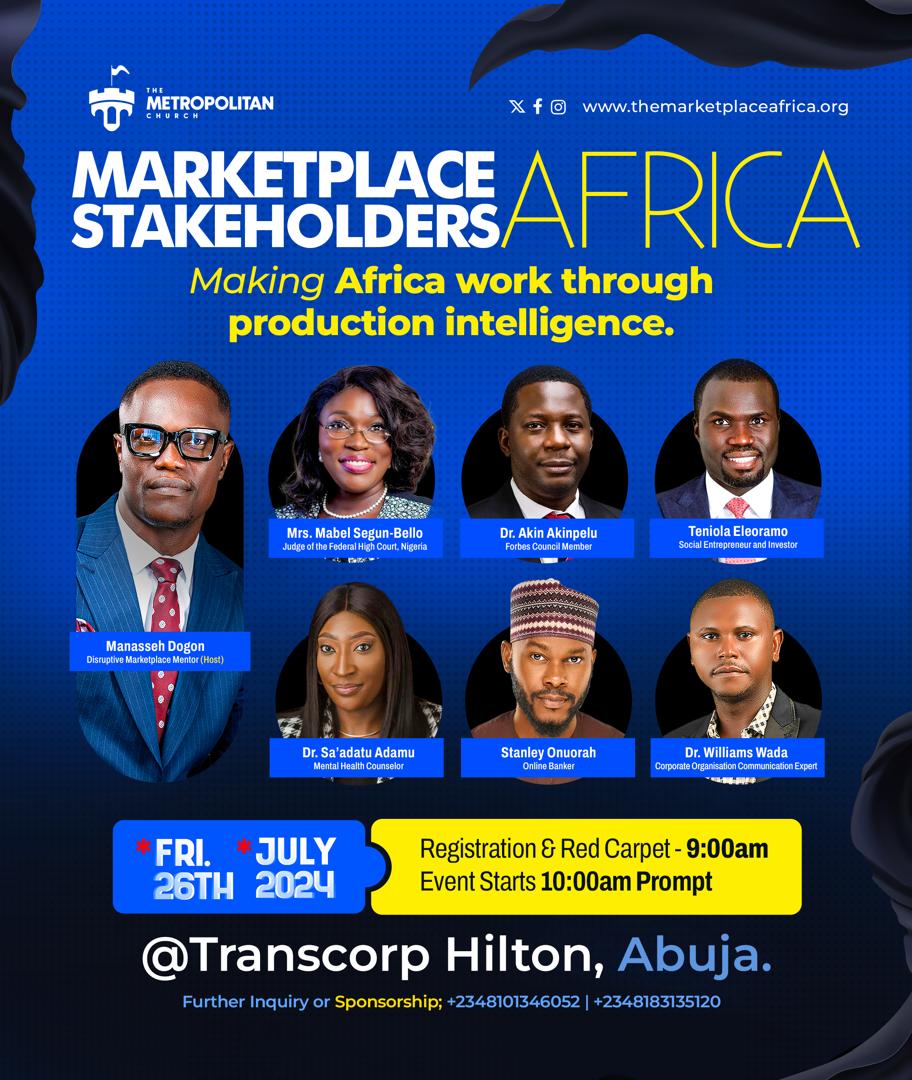 THE
METROPOLITAN
CHURCH
www.themarketplaceafrica.org
MARKETPLACE
STAKEHOLDERS
AFRICA
Making Africa work through
production intelligence.
Mrs. Mabel Segun-Bello
Judge of the Federal High Court, Nigeria
Dr. Akin Akinpelu
Forbes Council Member
Teniola Eleoramo
Social Entrepreneur and Investor
Manasseh Dogon
Disruptive Marketplace Mentor (Host)
Dr. Sa'adatu Adamu
Mental Health Counselor
Stanley Onuorah
Online Banker
Dr. Williams Wada
Corporate Organisation Communication Expert
*FRI. *JULY
26TH 2024
Registration & Red Carpet - 9:00am
Event Starts 10:00am Prompt
@Transcorp Hilton, Abuja.
Further Inquiry or Sponsorship; +2348101346052 | +2348183135120